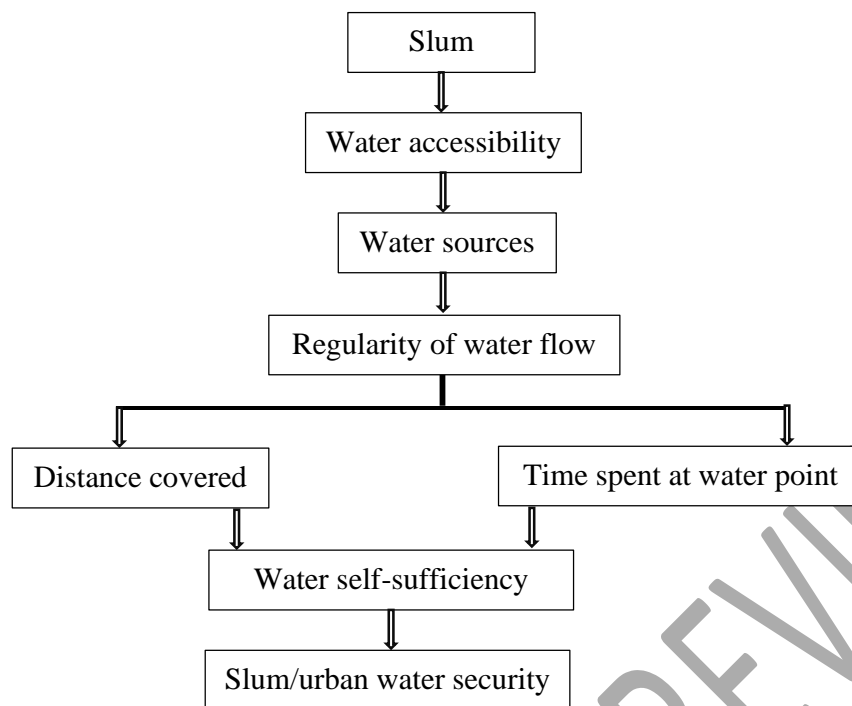 Slum
Water accessibility
Water sources
Regularity of water flow
Distance covered
Time spent at water point
Water self-sufficiency
Slum/urban water security